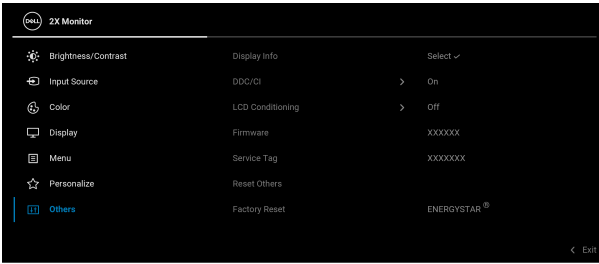 DELL 2X Monitor
Brightness/Contrast Display Info Select ✓
Input Source DDC/CI > On
Color LCD Conditioning > Off
Display Firmware XXXXXX
Menu Service Tag XXXXXXX
Personalize Reset Others
Others Factory Reset ENERGYSTAR ®
< Exit